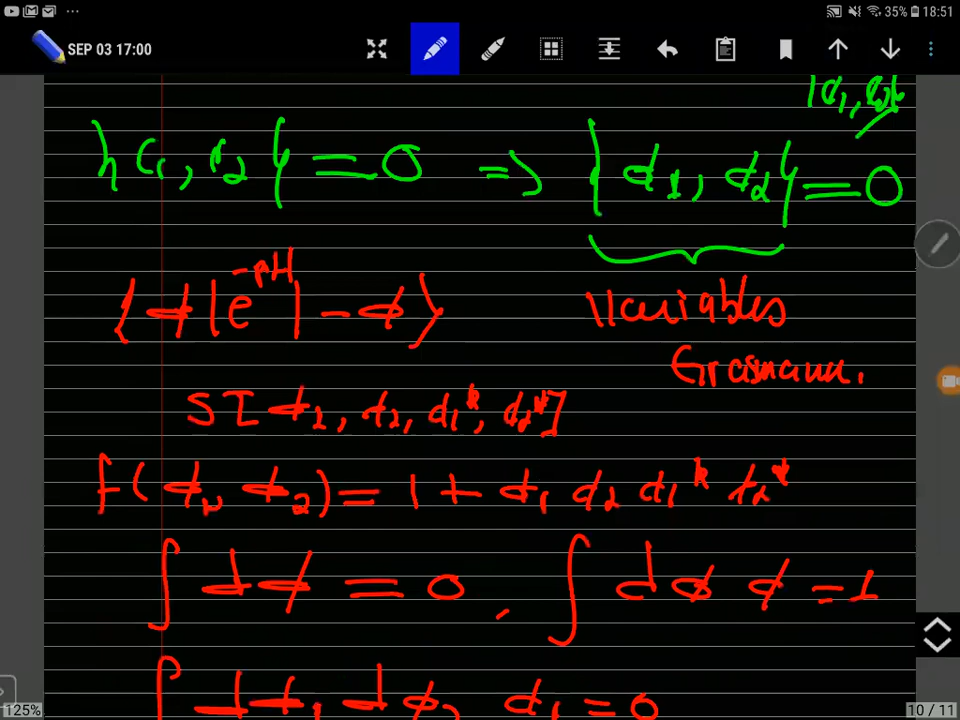 35% 18:51
SEP 03 17:00
{c₁, c₂} = 0 => {ϕ₁, ϕ₂} = 0
{ϕ|e^-βH|-ϕ}
Variables
Grasmann.
S[ϕ₁, ϕ₂, ϕ₁*, ϕ₂*]
f(ϕ₁, ϕ₂) = 1 + ϕ₁ ϕ₂ ϕ₁* ϕ₂*
∫ dϕ = 0, ∫ dϕ ϕ = 1
∫ dϕ₁ dϕ₂ ϕ₁ = 0
125%
10 / 11